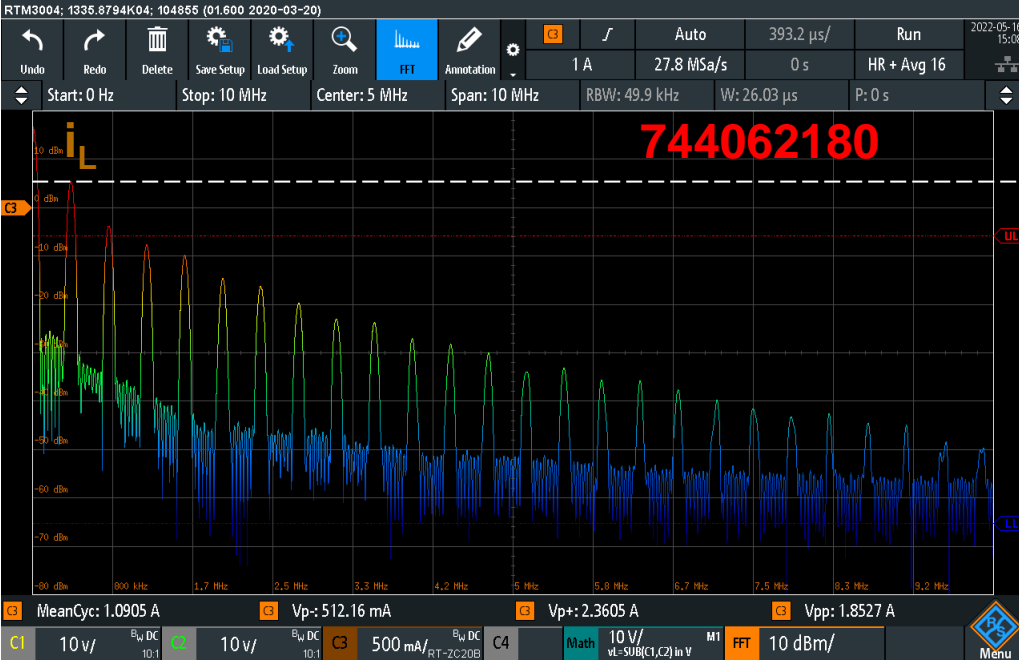 RTM3004; 1335.8794K04; 104855 (01.600 2020-03-20)
Undo Redo Delete Save Setup Load Setup Zoom FFT Annotation
C3 Auto 393.2 µs/ Run
1 A 27.8 MSa/s 0 s HR + Avg 16
2022-05-16
15:08
Start: 0 Hz Stop: 10 MHz Center: 5 MHz Span: 10 MHz RBW: 49.9 kHz W: 26.03 µs P: 0 s
iL 744062180
10 dBm
0 dBm
C3
-10 dBm
UL
-20 dBm
-50 dBm
-60 dBm
LL
-70 dBm
-80 dBm 800 kHz 1.7 MHz 2.5 MHz 3.3 MHz 4.2 MHz 5 MHz 5.8 MHz 6.7 MHz 7.5 MHz 8.3 MHz 9.2 MHz
C3 MeanCyc: 1.0905 A C3 Vp-: 512.16 mA C3 Vp+: 2.3605 A C3 Vpp: 1.8527 A
C1 10 V/ BW DC 10:1 C2 10 V/ BW DC 10:1 C3 500 mA/ BW DC RT-ZC20B C4 Math 10 V/ M1 vL=SUB(C1,C2) in V FFT 10 dBm/ R&S Menu